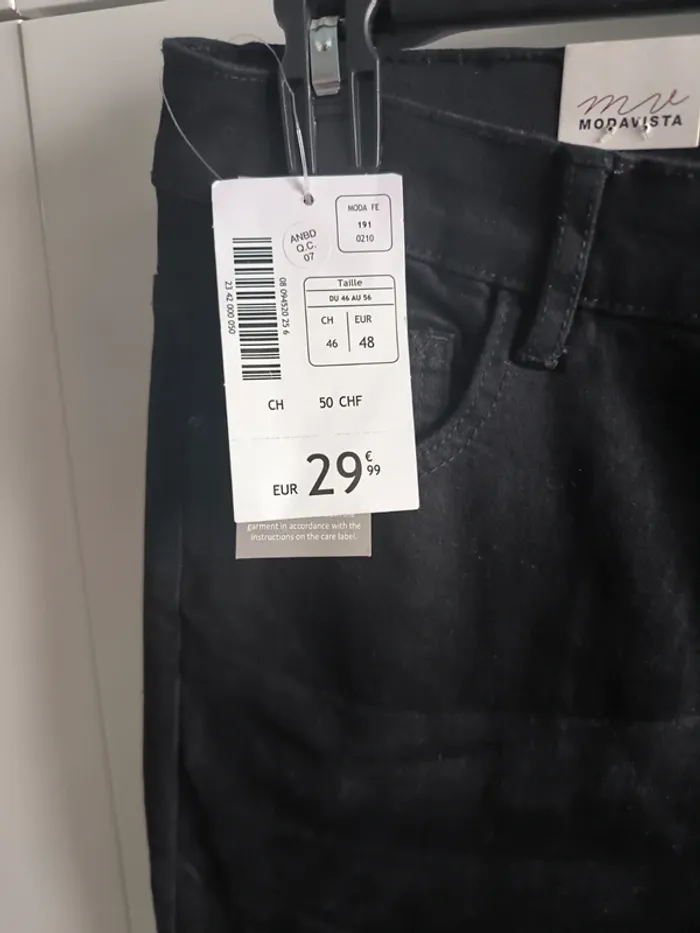 mv
MODAVISTA
MODA FE
191
0210
ANBD
Q.C.
07
Taille
DU 46 AU 56
CH EUR
46 48
08 094520 25 6
23 42 000 050
CH 50 CHF
EUR 29 € 99
garment in accordance with the
instructions on the care label.